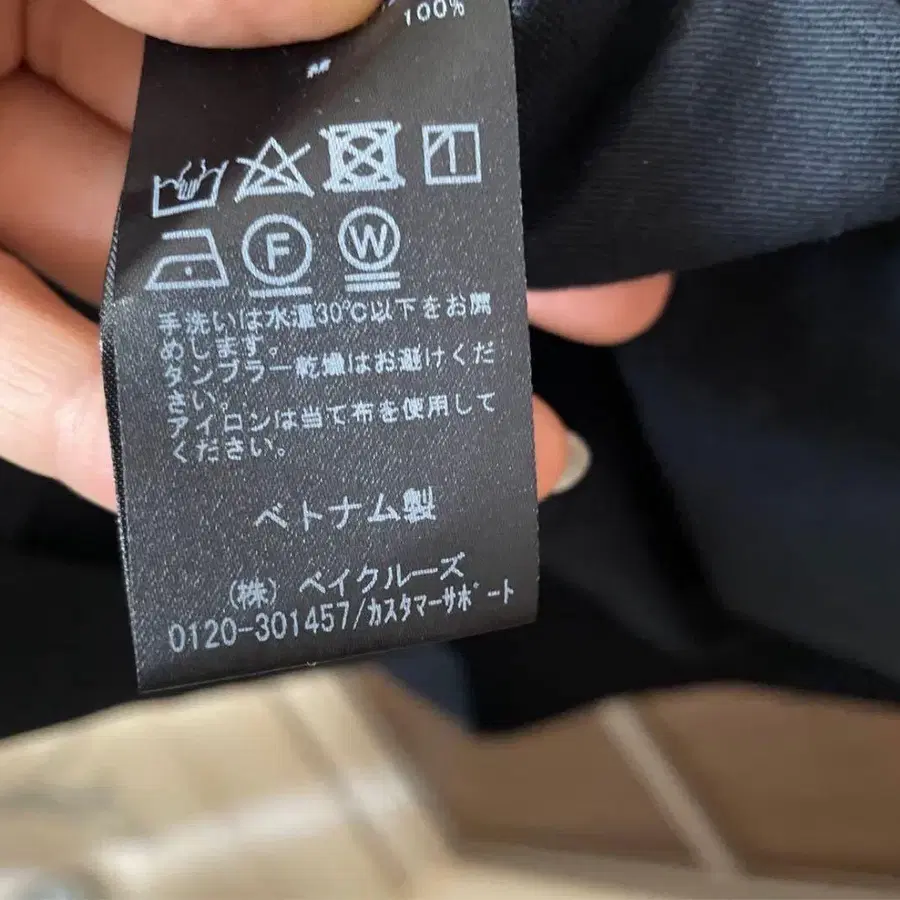 100%
F W
手洗いは水温30℃以下をお薦
めします。
タンブラー乾燥はお避けくだ
さい。
アイロンは当て布を使用して
ください。
ベトナム製
(株) ベイクルーズ
0120-301457/ｶｽﾀﾏｰｻﾎﾟｰﾄ